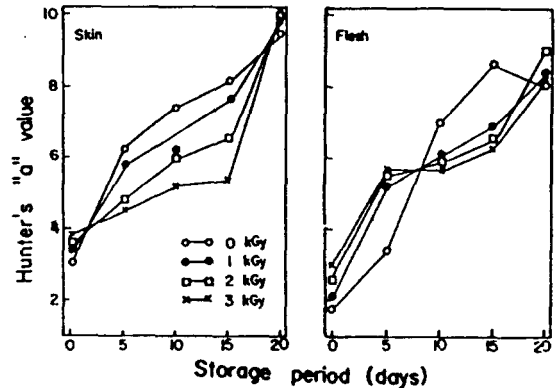 10
Skin
Flesh
8
6
4
2
Hunter's "a" value
0 kGy
1 kGy
2 kGy
3 kGy
0 5 10 15 20
0 5 10 15 20
Storage period (days)